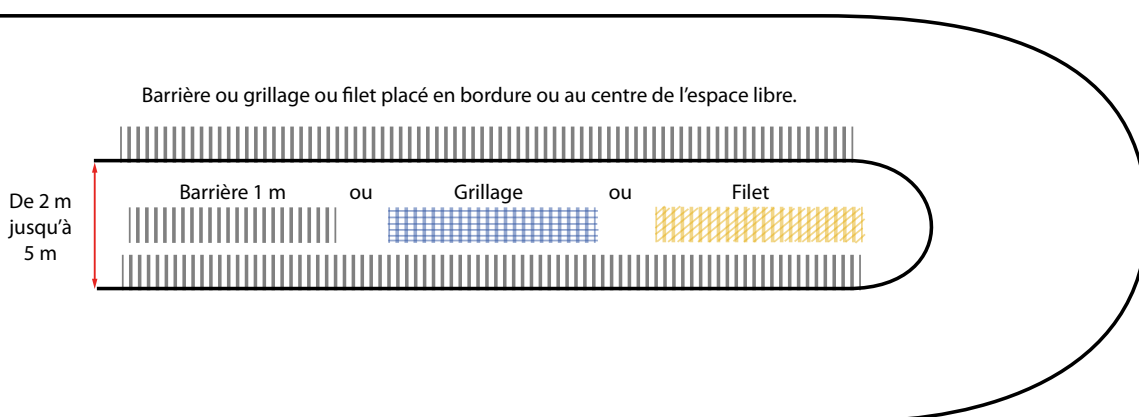 Barrière ou grillage ou filet placé en bordure ou au centre de l’espace libre.
Barrière 1 m ou Grillage ou Filet
De 2 m
jusqu’à
5 m